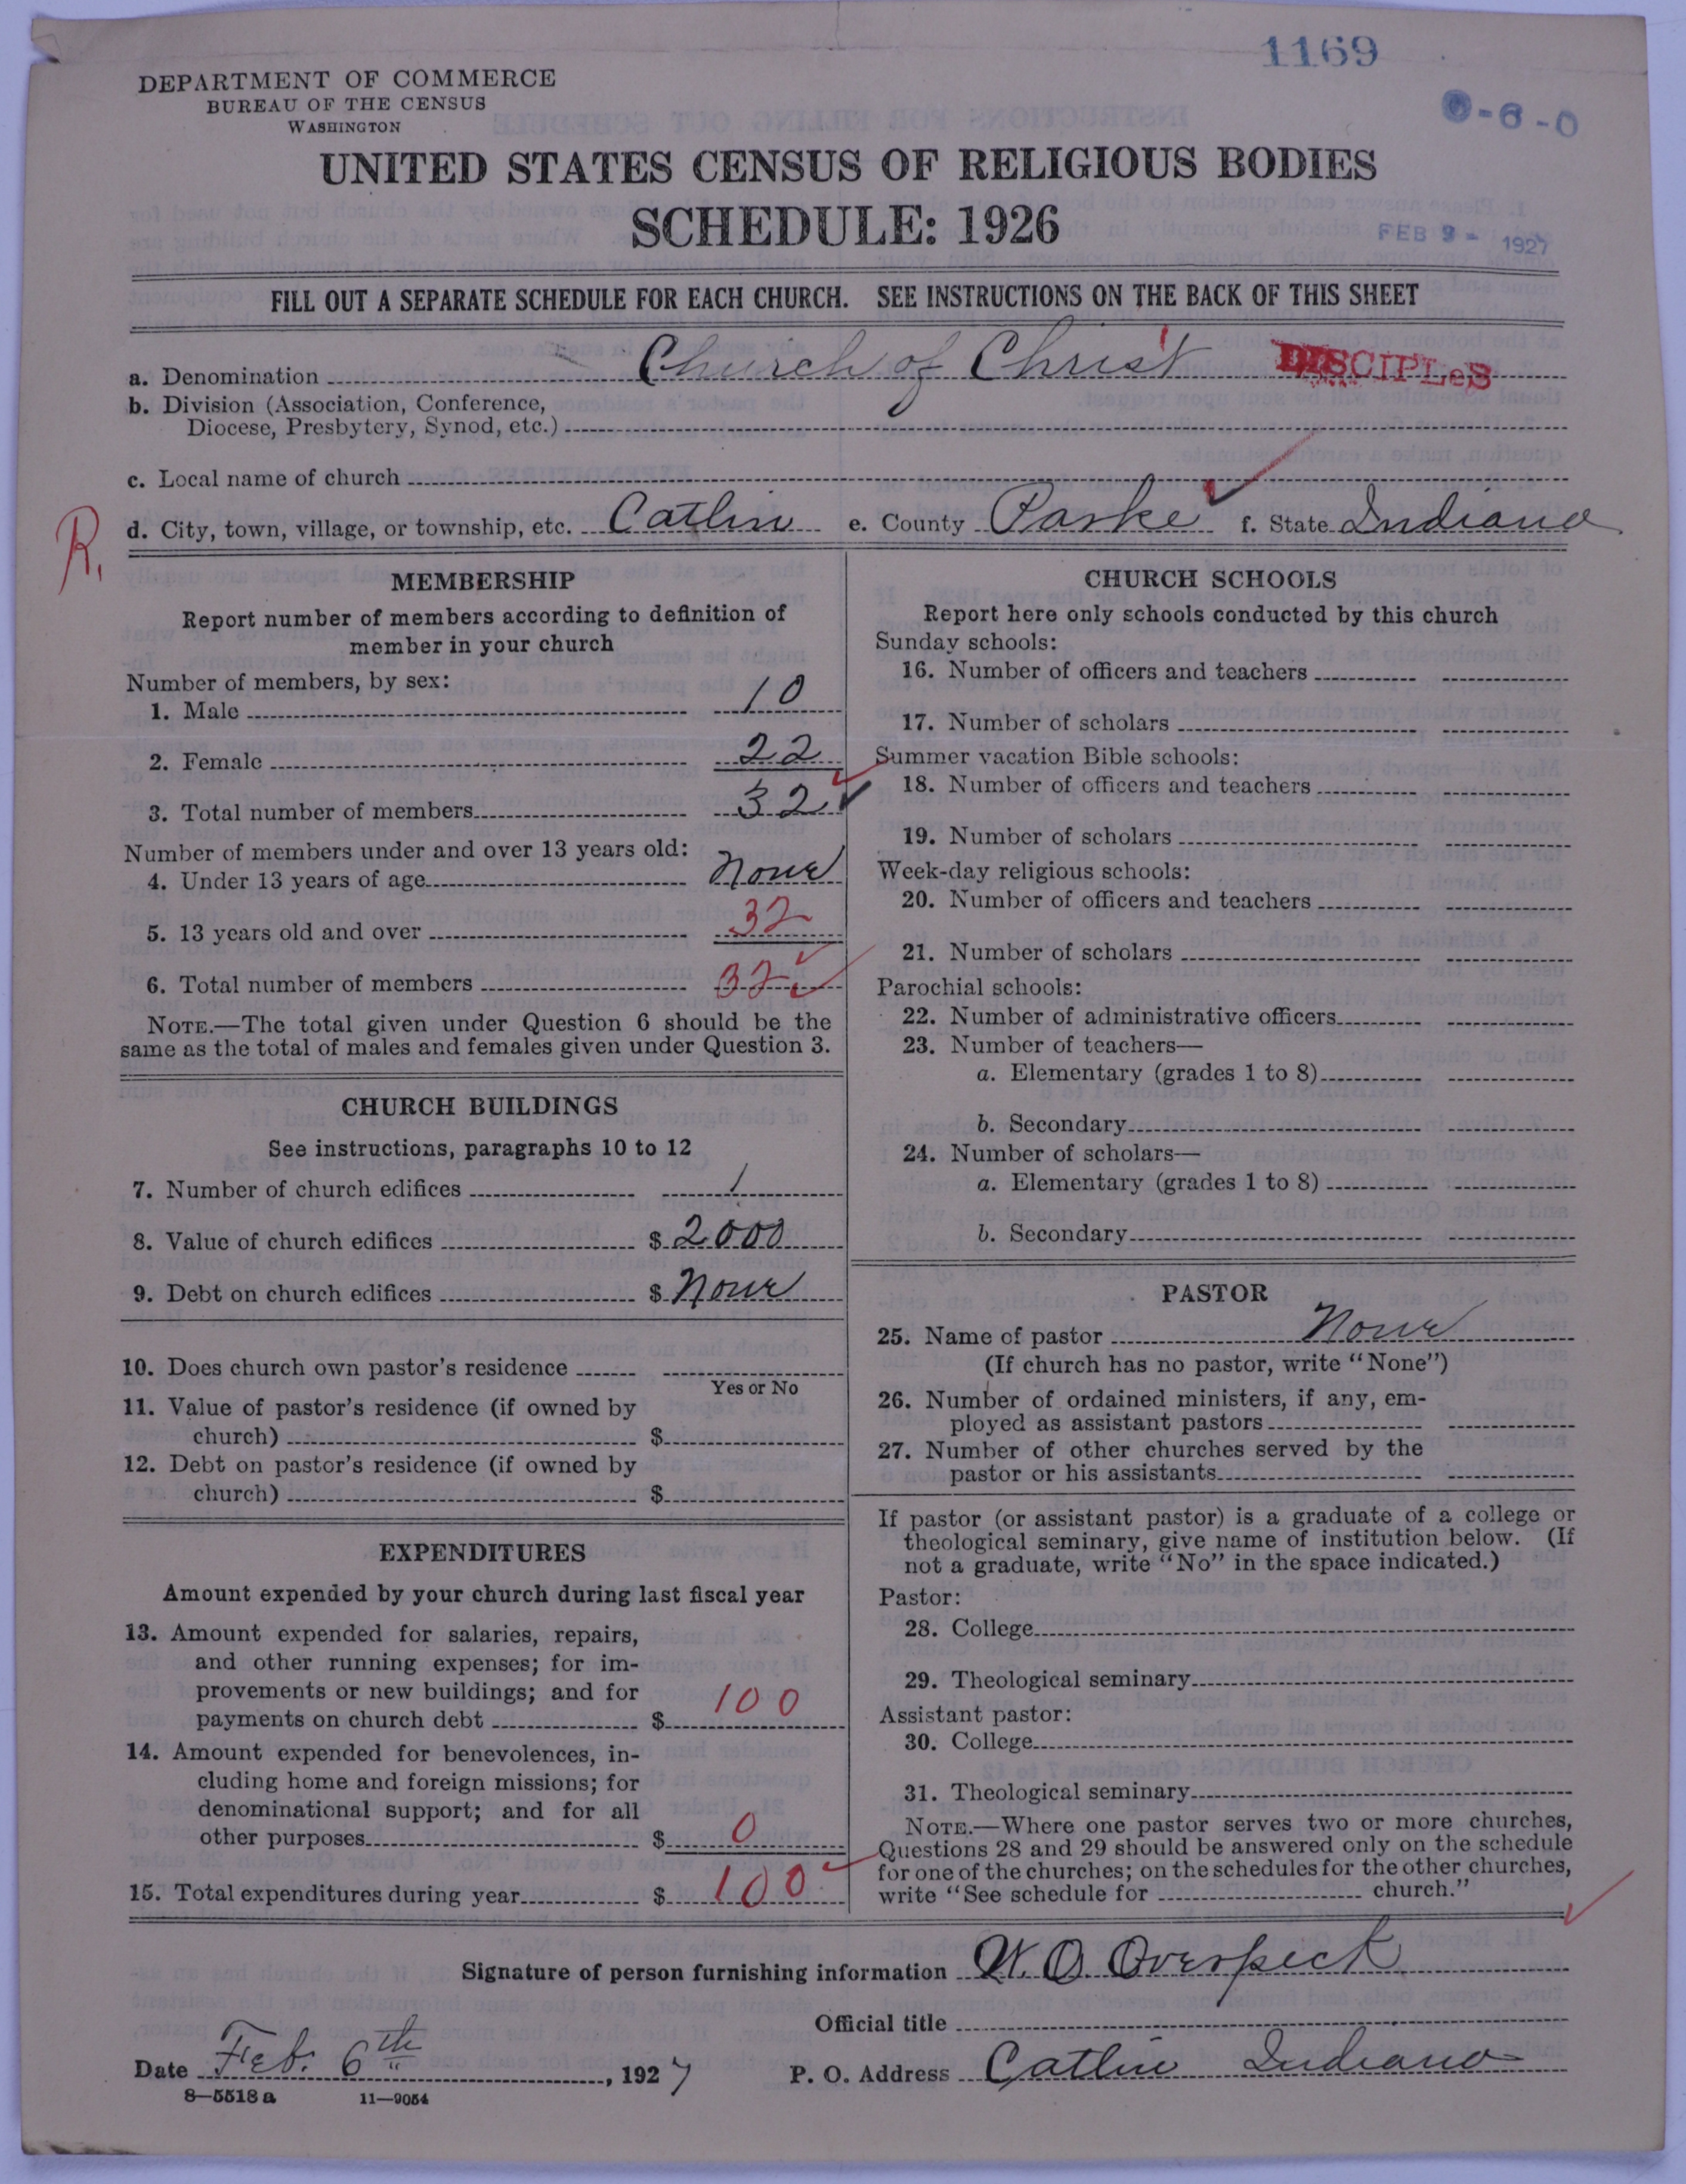 1169
DEPARTMENT OF COMMERCE
BUREAU OF THE CENSUS
WASHINGTON
0-6-0
UNITED STATES CENSUS OF RELIGIOUS BODIES
SCHEDULE: 1926
FEB 9 - 1927
FILL OUT A SEPARATE SCHEDULE FOR EACH CHURCH. SEE INSTRUCTIONS ON THE BACK OF THIS SHEET
a. Denomination Church of Christ DISCIPLeS
b. Division (Association, Conference,
Diocese, Presbytery, Synod, etc.)
c. Local name of church
R. d. City, town, village, or township, etc. Catlin e. County Parke f. State Indiana
MEMBERSHIP
Report number of members according to definition of
member in your church
Number of members, by sex:
1. Male 10
2. Female 22
3. Total number of members 32
Number of members under and over 13 years old:
4. Under 13 years of age None
5. 13 years old and over 32
6. Total number of members 32
NOTE.—The total given under Question 6 should be the
same as the total of males and females given under Question 3.
CHURCH BUILDINGS
See instructions, paragraphs 10 to 12
7. Number of church edifices 1
8. Value of church edifices $ 2000
9. Debt on church edifices $ None
10. Does church own pastor's residence
Yes or No
11. Value of pastor's residence (if owned by
church) $
12. Debt on pastor's residence (if owned by
church) $
EXPENDITURES
Amount expended by your church during last fiscal year
13. Amount expended for salaries, repairs,
and other running expenses; for im-
provements or new buildings; and for
payments on church debt $ 100
14. Amount expended for benevolences, in-
cluding home and foreign missions; for
denominational support; and for all
other purposes $ 0
15. Total expenditures during year $ 100
CHURCH SCHOOLS
Report here only schools conducted by this church
Sunday schools:
16. Number of officers and teachers
17. Number of scholars
Summer vacation Bible schools:
18. Number of officers and teachers
19. Number of scholars
Week-day religious schools:
20. Number of officers and teachers
21. Number of scholars
Parochial schools:
22. Number of administrative officers
23. Number of teachers—
a. Elementary (grades 1 to 8)
b. Secondary
24. Number of scholars—
a. Elementary (grades 1 to 8)
b. Secondary
PASTOR
25. Name of pastor None
(If church has no pastor, write "None")
26. Number of ordained ministers, if any, em-
ployed as assistant pastors
27. Number of other churches served by the
pastor or his assistants
If pastor (or assistant pastor) is a graduate of a college or
theological seminary, give name of institution below. (If
not a graduate, write "No" in the space indicated.)
Pastor:
28. College
29. Theological seminary
Assistant pastor:
30. College
31. Theological seminary
NOTE.—Where one pastor serves two or more churches,
Questions 28 and 29 should be answered only on the schedule
for one of the churches; on the schedules for the other churches,
write "See schedule for church."
Signature of person furnishing information W. O. Overpeck
Official title
Date Feb. 6th, 1927 P. O. Address Catlin Indiana
8—5518 a 11—9054